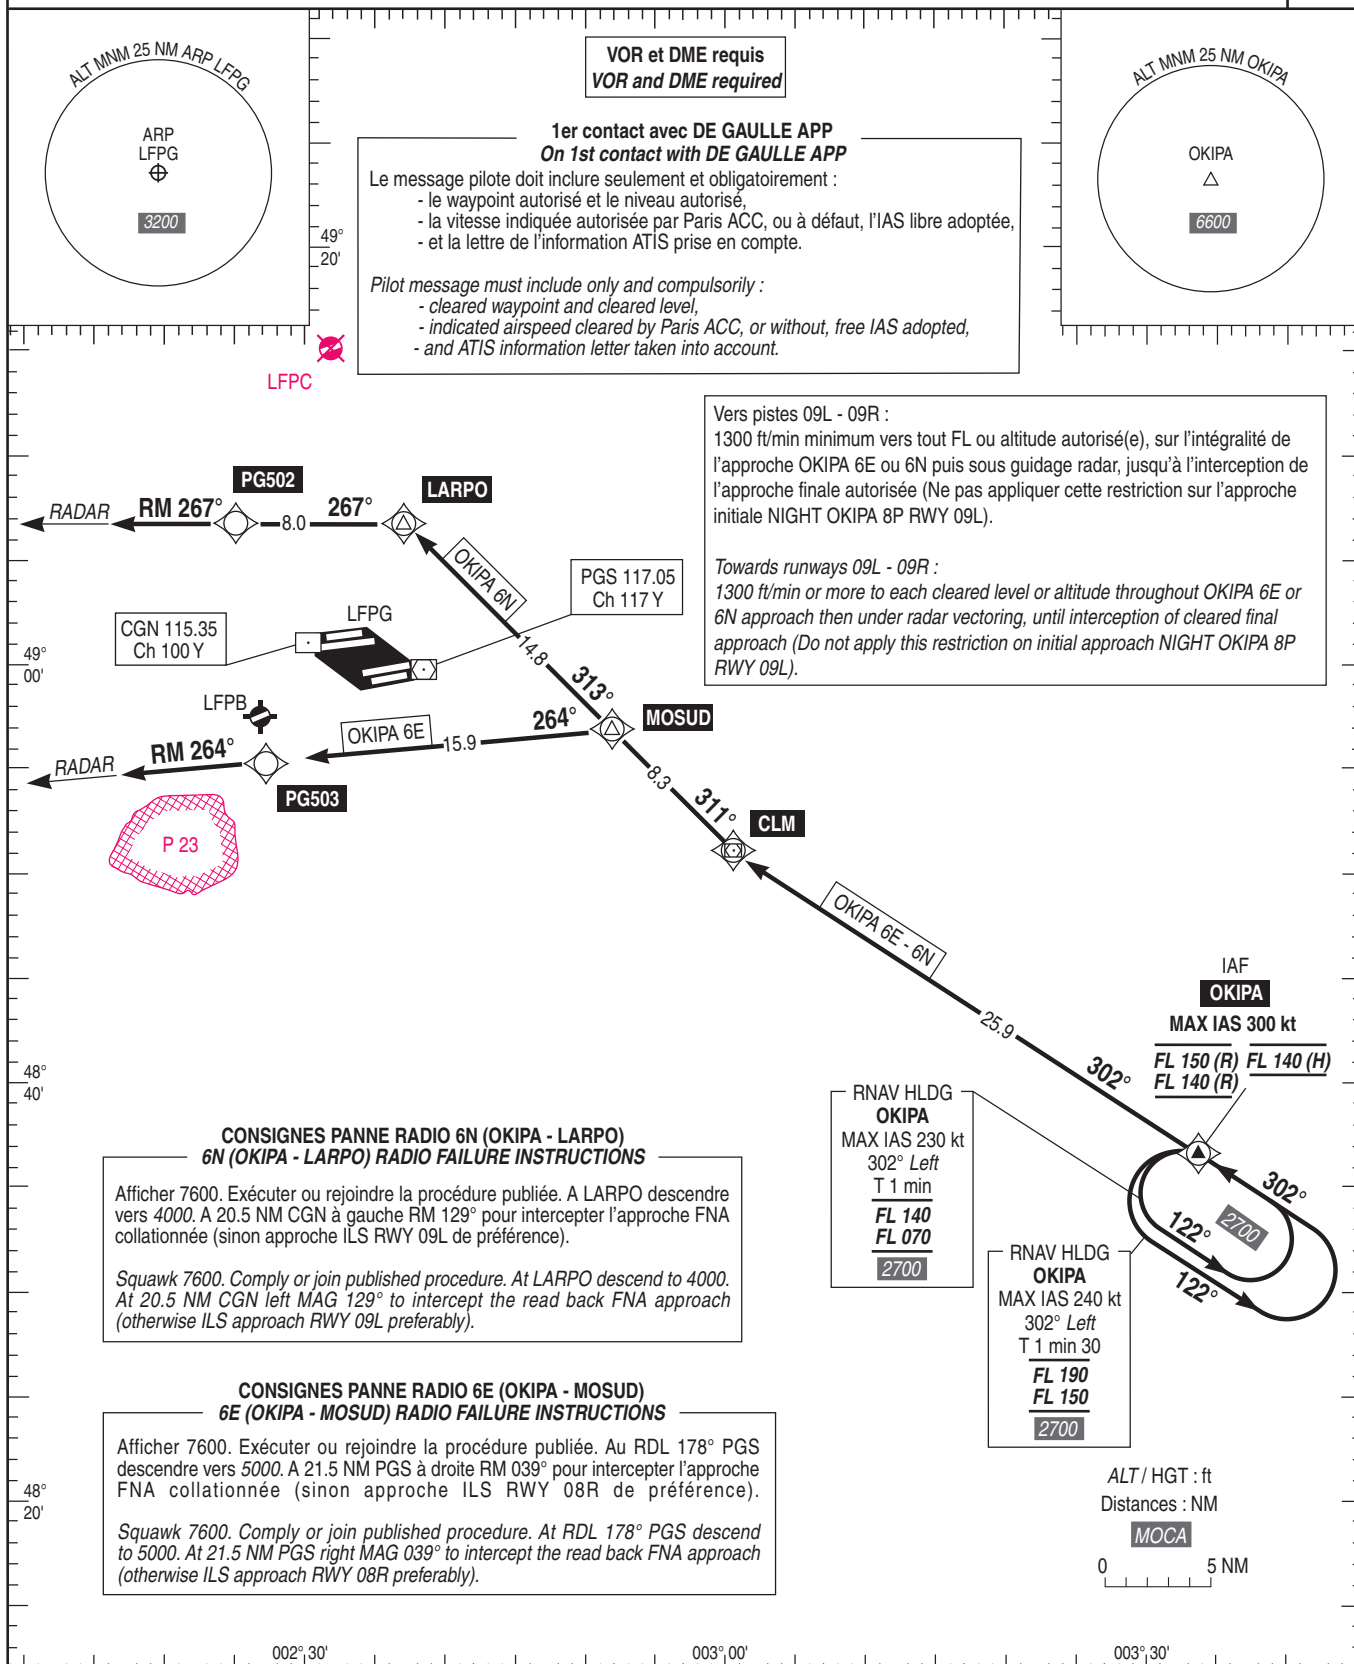 ALT MNM 25 NM ARP LFPG
ARP
LFPG
3200
VOR et DME requis
VOR and DME required
ALT MNM 25 NM OKIPA
OKIPA
6600
1er contact avec DE GAULLE APP
On 1st contact with DE GAULLE APP
Le message pilote doit inclure seulement et obligatoirement :
- le waypoint autorisé et le niveau autorisé,
- la vitesse indiquée autorisée par Paris ACC, ou à défaut, l'IAS libre adoptée,
- et la lettre de l'information ATIS prise en compte.
Pilot message must include only and compulsorily :
- cleared waypoint and cleared level,
- indicated airspeed cleared by Paris ACC, or without, free IAS adopted,
- and ATIS information letter taken into account.
49°
20'
LFPC
Vers pistes 09L - 09R :
1300 ft/min minimum vers tout FL ou altitude autorisé(e), sur l'intégralité de
l'approche OKIPA 6E ou 6N puis sous guidage radar, jusqu'à l'interception de
l'approche finale autorisée (Ne pas appliquer cette restriction sur l'approche
initiale NIGHT OKIPA 8P RWY 09L).
Towards runways 09L - 09R :
1300 ft/min or more to each cleared level or altitude throughout OKIPA 6E or
6N approach then under radar vectoring, until interception of cleared final
approach (Do not apply this restriction on initial approach NIGHT OKIPA 8P
RWY 09L).
PG502
LARPO
RADAR
RM 267°
8.0
267°
OKIPA 6N
PGS 117.05
Ch 117 Y
CGN 115.35
Ch 100 Y
LFPG
14.8
313°
49°
00'
LFPB
MOSUD
264°
OKIPA 6E
15.9
RM 264°
RADAR
PG503
8.3
311°
CLM
P 23
OKIPA 6E - 6N
25.9
302°
IAF
OKIPA
MAX IAS 300 kt
FL 150 (R)
FL 140 (R)
FL 140 (H)
48°
40'
RNAV HLDG
OKIPA
MAX IAS 230 kt
302° Left
T 1 min
FL 140
FL 070
2700
302°
2700
122°
122°
RNAV HLDG
OKIPA
MAX IAS 240 kt
302° Left
T 1 min 30
FL 190
FL 150
2700
CONSIGNES PANNE RADIO 6N (OKIPA - LARPO)
6N (OKIPA - LARPO) RADIO FAILURE INSTRUCTIONS
Afficher 7600. Exécuter ou rejoindre la procédure publiée. A LARPO descendre
vers 4000. A 20.5 NM CGN à gauche RM 129° pour intercepter l'approche FNA
collationnée (sinon approche ILS RWY 09L de préférence).
Squawk 7600. Comply or join published procedure. At LARPO descend to 4000.
At 20.5 NM CGN left MAG 129° to intercept the read back FNA approach
(otherwise ILS approach RWY 09L preferably).
CONSIGNES PANNE RADIO 6E (OKIPA - MOSUD)
6E (OKIPA - MOSUD) RADIO FAILURE INSTRUCTIONS
Afficher 7600. Exécuter ou rejoindre la procédure publiée. Au RDL 178° PGS
descendre vers 5000. A 21.5 NM PGS à droite RM 039° pour intercepter l'approche
FNA collationnée (sinon approche ILS RWY 08R de préférence).
Squawk 7600. Comply or join published procedure. At RDL 178° PGS descend
to 5000. At 21.5 NM PGS right MAG 039° to intercept the read back FNA approach
(otherwise ILS approach RWY 08R preferably).
48°
20'
ALT / HGT : ft
Distances : NM
MOCA
0 5 NM
002° 30'
003° 00'
003° 30'